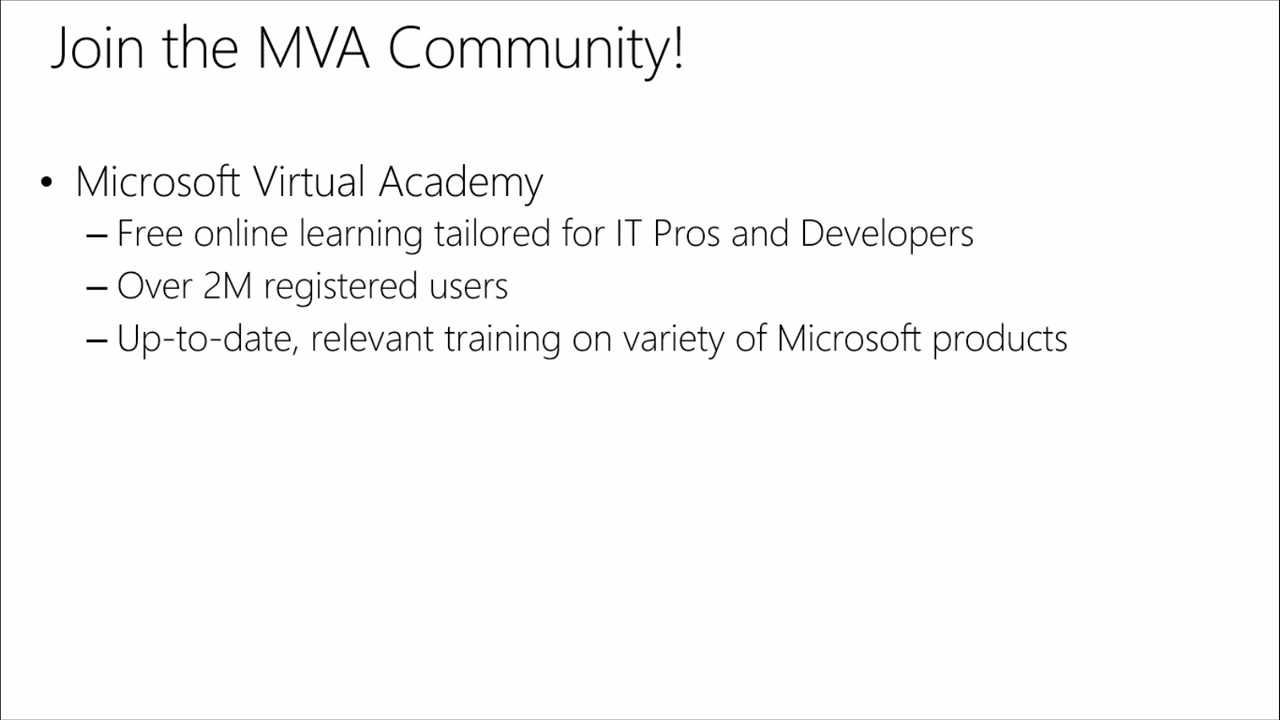 Join the MVA Community!
• Microsoft Virtual Academy
– Free online learning tailored for IT Pros and Developers
– Over 2M registered users
– Up-to-date, relevant training on variety of Microsoft products